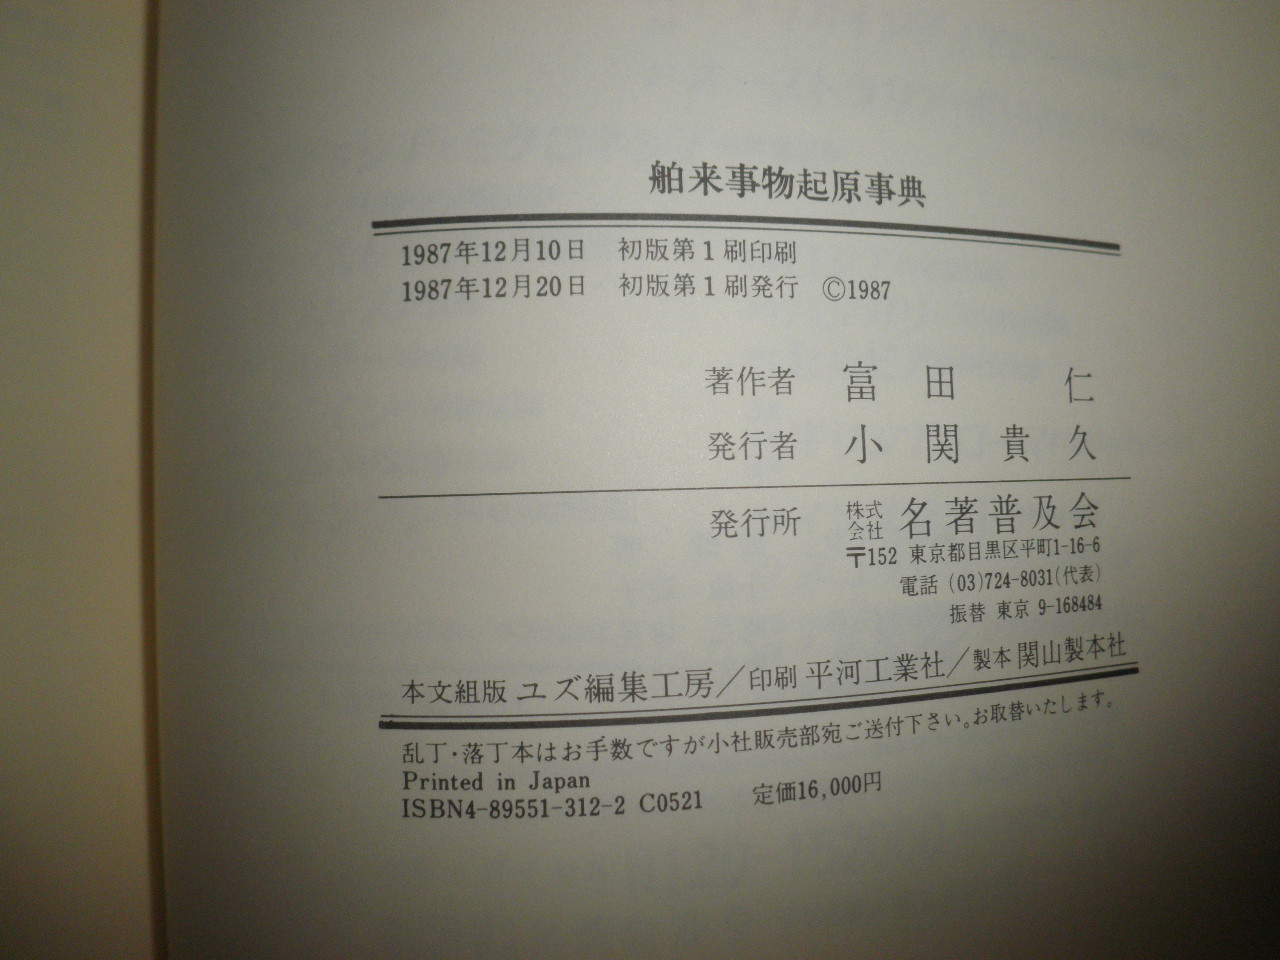 舶来事物起原事典
1987年12月10日 初版第1刷印刷
1987年12月20日 初版第1刷発行 ©1987
著作者 富田 仁
発行者 小関貴久
発行所 株式会社 名著普及会
〒152 東京都目黒区平町1-16-6
電話 (03)724-8031(代表)
振替 東京 9-168484
本文組版 ユズ編集工房/印刷 平河工業社/製本 関山製本社
乱丁・落丁本はお手数ですが小社販売部宛ご送付下さい。お取替いたします。
Printed in Japan
ISBN4-89551-312-2 C0521 定価16,000円